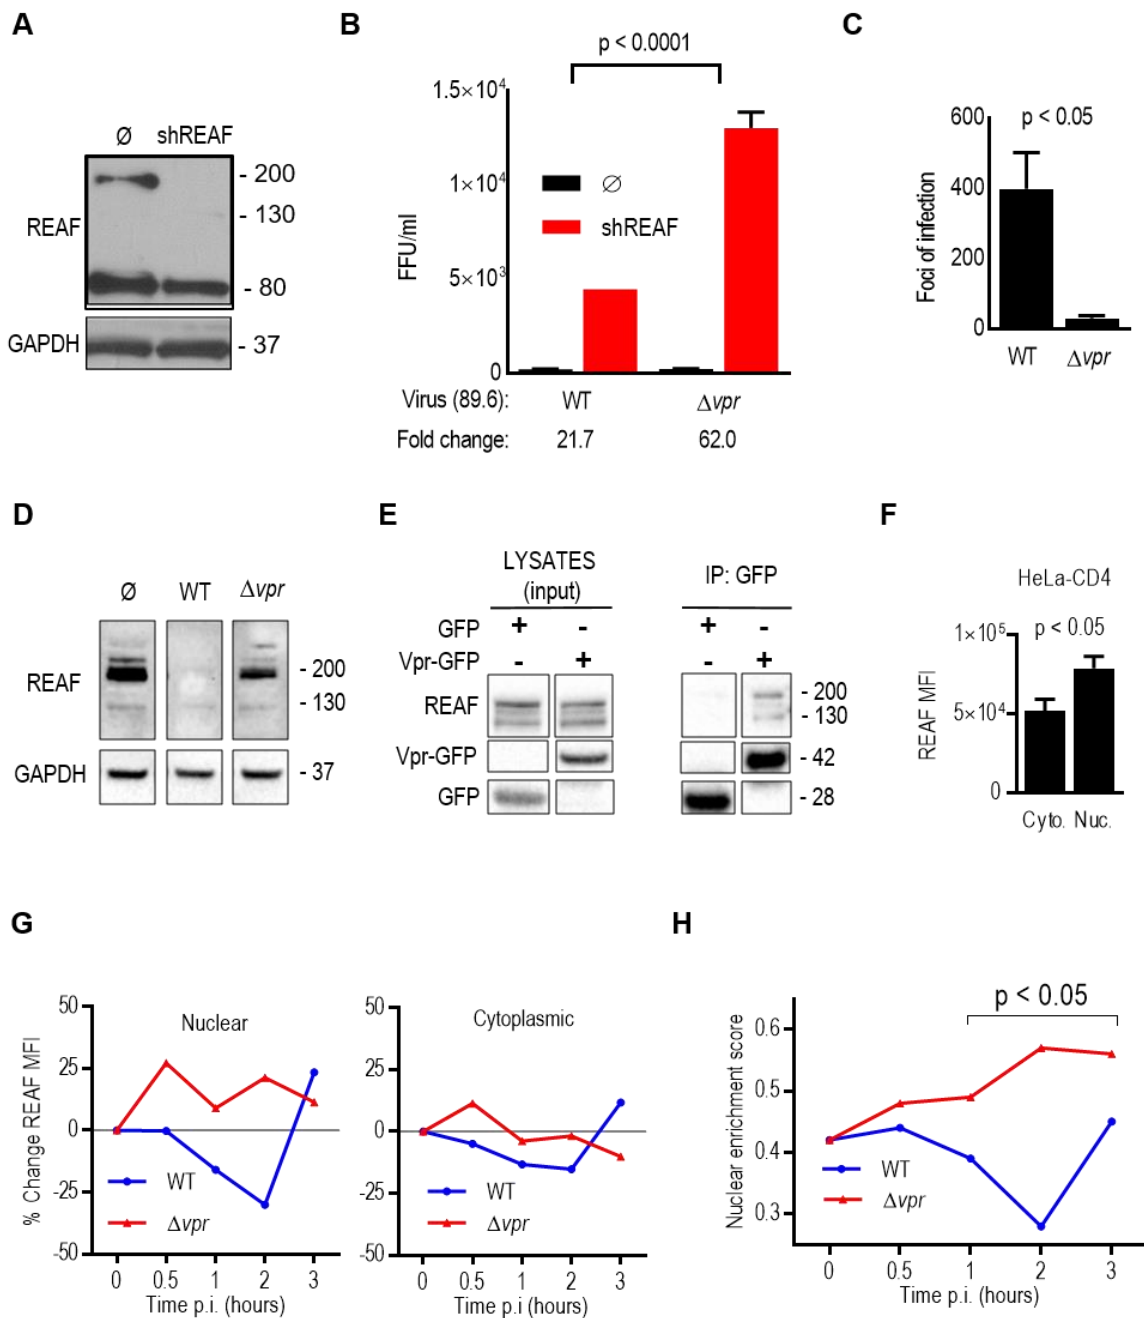 A
Ø shREAF
REAF
- 200
- 130
- 80
GAPDH
- 37
B
p < 0.0001
1.5×10⁴
1×10⁴
5×10³
0
FFU/ml
∅
shREAF
Virus (89.6): WT Δvpr
Fold change: 21.7 62.0
C
p < 0.05
600
400
200
0
Foci of infection
WT Δvpr
D
Ø WT Δvpr
REAF
- 200
- 130
GAPDH
- 37
E
LYSATES
(input)
IP: GFP
GFP + - + -
Vpr-GFP - + - +
REAF
- 200
- 130
Vpr-GFP
- 42
GFP
- 28
F
HeLa-CD4
p < 0.05
1×10⁵
5×10⁴
0
REAF MFI
Cyto. Nuc.
G
% Change REAF MFI
Nuclear
50
25
0
-25
-50
WT
Δvpr
0 0.5 1 2 3
Time p.i. (hours)
Cytoplasmic
50
25
0
-25
-50
WT
Δvpr
0 0.5 1 2 3
Time p.i (hours)
H
p < 0.05
Nuclear enrichment score
0.6
0.5
0.4
0.3
WT
Δvpr
0 0.5 1 2 3
Time p.i. (hours)